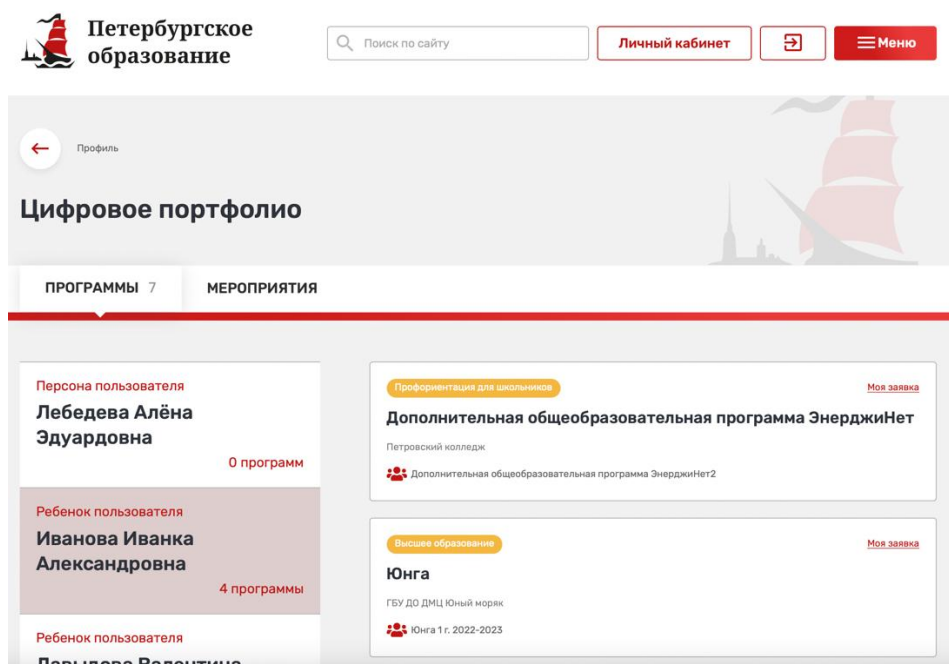 Петербургское
образование
Поиск по сайту
Личный кабинет
Меню
Профиль
Цифровое портфолио
ПРОГРАММЫ 7
МЕРОПРИЯТИЯ
Персона пользователя
Лебедева Алёна
Эдуардовна
0 программ
Ребенок пользователя
Иванова Иванка
Александровна
4 программы
Ребенок пользователя
Давыдова Валентина
Профориентация для школьников
Моя заявка
Дополнительная общеобразовательная программа ЭнерджиНет
Петровский колледж
Дополнительная общеобразовательная программа ЭнерджиНет2
Высшее образование
Моя заявка
Юнга
ГБУ ДО ДМЦ Юный моряк
Юнга 1 г. 2022-2023